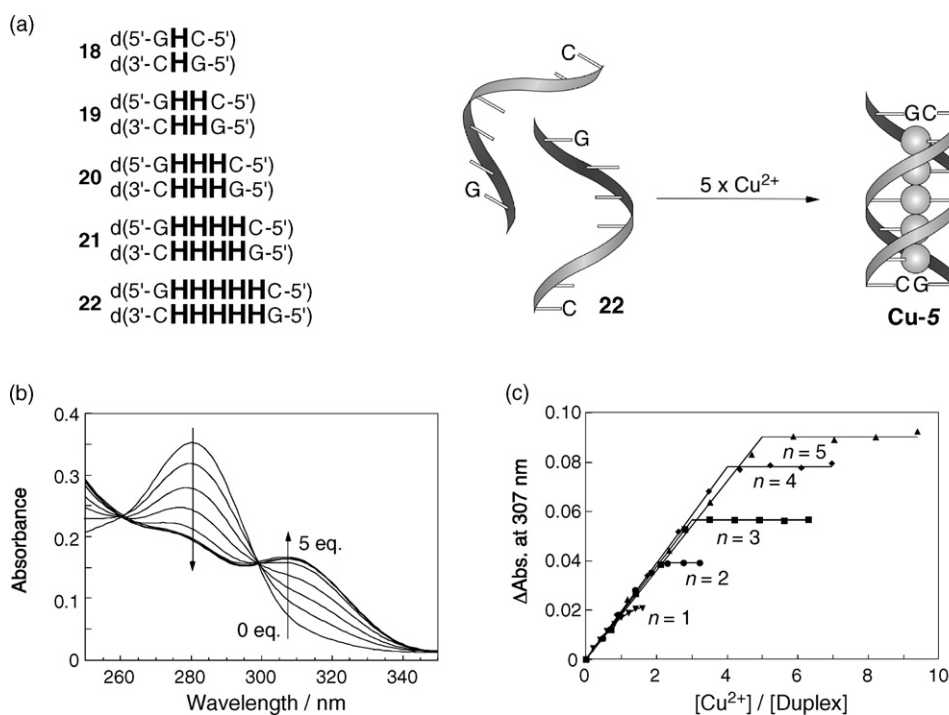 (a)
18 d(5'-GHC-5')
d(3'-CHG-5')
19 d(5'-GHHC-5')
d(3'-CHHG-5')
20 d(5'-GHHHC-5')
d(3'-CHHHG-5')
21 d(5'-GHHHHC-5')
d(3'-CHHHHG-5')
22 d(5'-GHHHHHC-5')
d(3'-CHHHHHG-5')
C
G
G
C
22
5 x Cu²⁺
GC
CG
Cu-5
(b)
Absorbance
0.4
0.3
0.2
0.1
0
5 eq.
0 eq.
260 280 300 320 340
Wavelength / nm
(c)
ΔAbs. at 307 nm
0.10
0.08
0.06
0.04
0.02
0
n = 5
n = 4
n = 3
n = 2
n = 1
0 2 4 6 8 10
[Cu²⁺] / [Duplex]